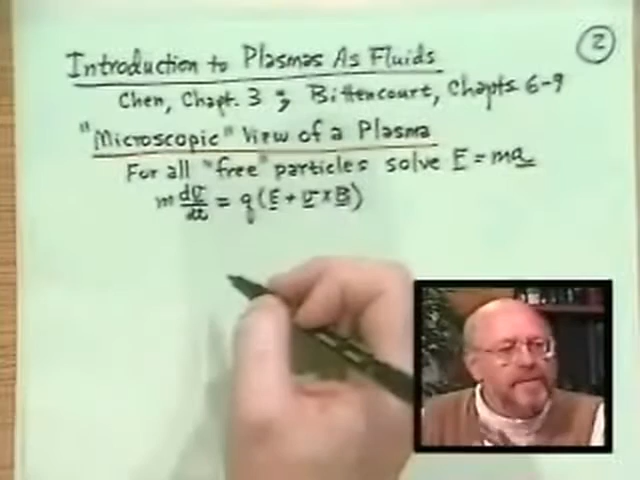 2
Introduction to Plasmas As Fluids
Chen, Chapt. 3 ; Bittencourt, Chapts 6-9
"Microscopic" View of a Plasma
For all "free" particles solve F = ma
m dv/dt = q(E + v × B)